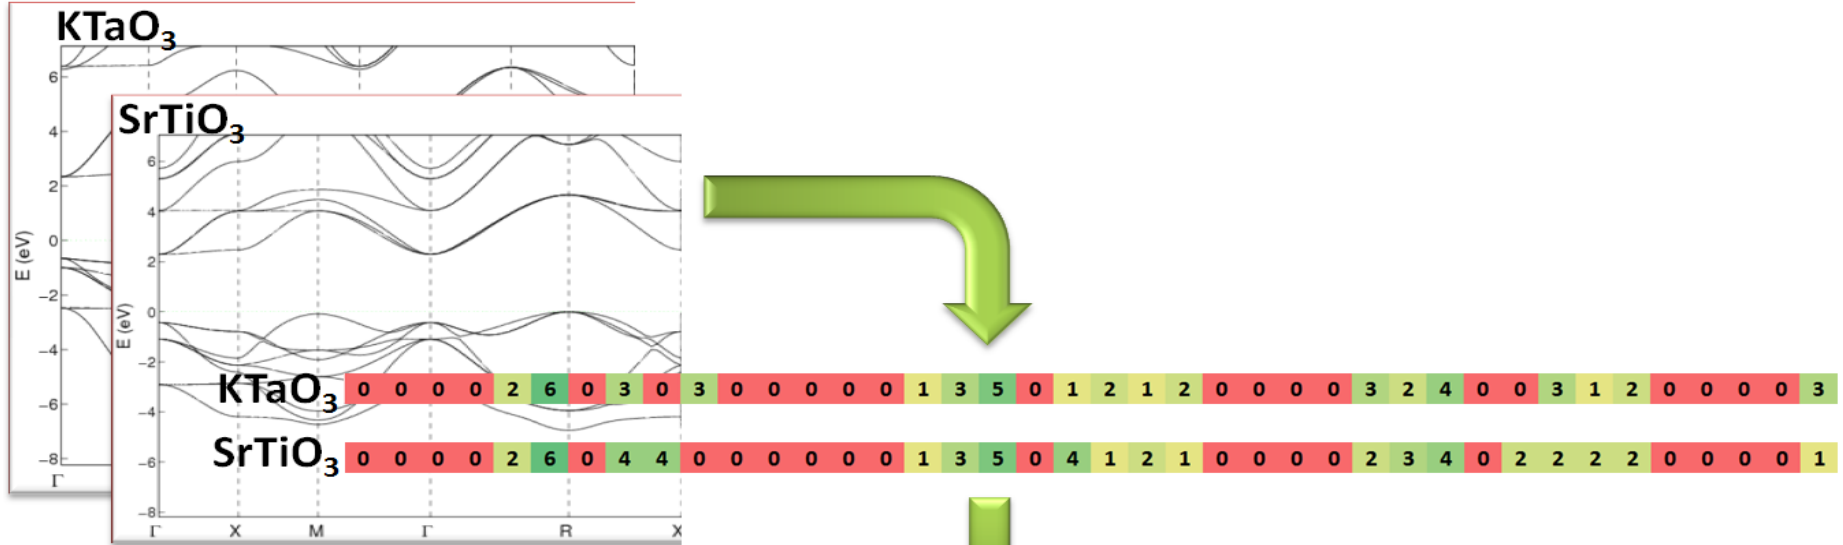 KTaO3
6
4
2
0
−2
−4
−6
−8
E (eV)
Γ
SrTiO3
6
4
2
0
−2
−4
−6
−8
E (eV)
Γ X M Γ R X
KTaO3 0 0 0 0 2 6 0 3 0 3 0 0 0 0 0 1 3 5 0 1 2 1 2 0 0 0 0 3 2 4 0 0 3 1 2 0 0 0 0 3
SrTiO3 0 0 0 0 2 6 0 4 4 0 0 0 0 0 0 1 3 5 0 4 1 2 1 0 0 0 0 2 3 4 0 2 2 2 2 0 0 0 0 1